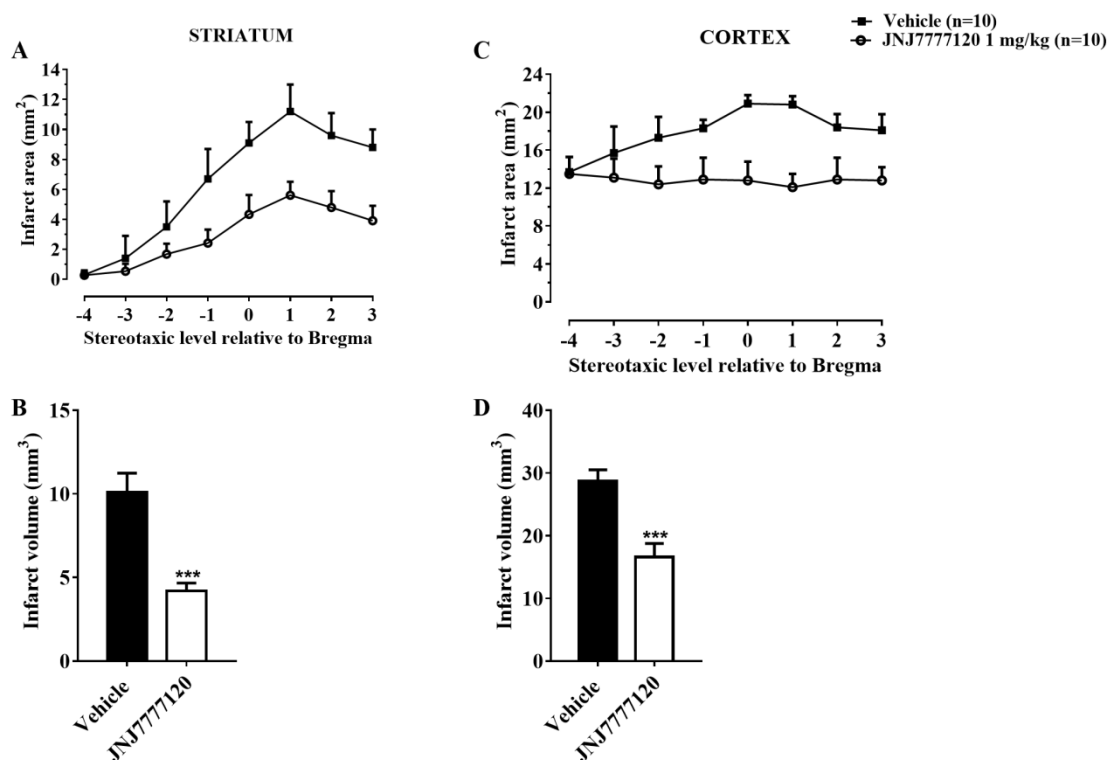 STRIATUM
A
Infarct area (mm²)
14
12
10
8
6
4
2
0
-4 -3 -2 -1 0 1 2 3
Stereotaxic level relative to Bregma
Vehicle (n=10)
JNJ7777120 1 mg/kg (n=10)
CORTEX
C
Infarct area (mm²)
24
20
16
12
8
4
0
-4 -3 -2 -1 0 1 2 3
Stereotaxic level relative to Bregma
B
Infarct volume (mm³)
15
10
5
0
***
Vehicle
JNJ7777120
D
Infarct volume (mm³)
40
30
20
10
0
***
Vehicle
JNJ7777120